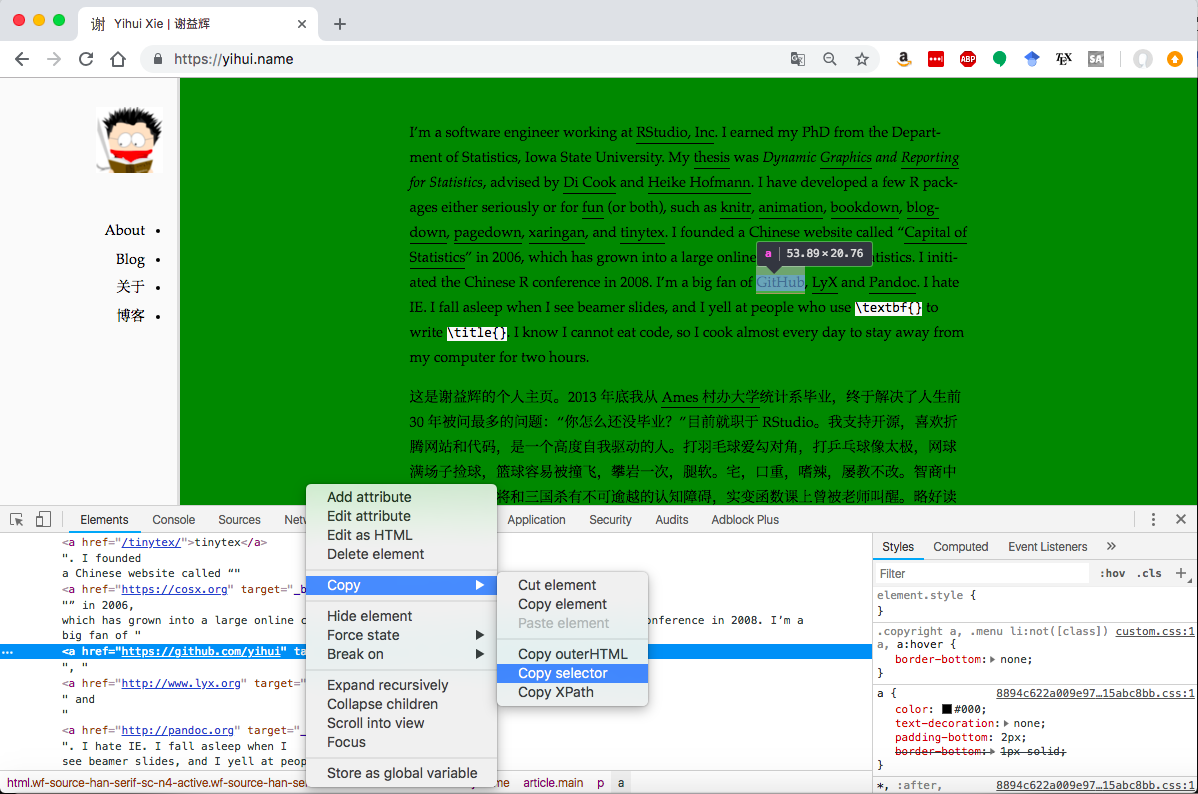 谢 Yihui Xie | 谢益辉
https://yihui.name
ABP
TEX
SA
About
Blog
关于
博客
I’m a software engineer working at RStudio, Inc. I earned my PhD from the Depart-
ment of Statistics, Iowa State University. My thesis was Dynamic Graphics and Reporting
for Statistics, advised by Di Cook and Heike Hofmann. I have developed a few R pack-
ages either seriously or for fun (or both), such as knitr, animation, bookdown, blog-
down, pagedown, xaringan, and tinytex. I founded a Chinese website called “Capital of
Statistics” in 2006, which has grown into a large online atistics. I initi-
a 53.89×20.76
ated the Chinese R conference in 2008. I’m a big fan of GitHub, LyX and Pandoc. I hate
IE. I fall asleep when I see beamer slides, and I yell at people who use \textbf{} to
write \title{}. I know I cannot eat code, so I cook almost every day to stay away from
my computer for two hours.
这是谢益辉的个人主页。2013 年底我从 Ames 村办大学统计系毕业，终于解决了人生前
30 年被问最多的问题：“你怎么还没毕业？”目前就职于 RStudio。我支持开源，喜欢折
腾网站和代码，是一个高度自我驱动的人。打羽毛球爱勾对角，打乒乓球像太极，网球
满场子捡球，篮球容易被撞飞，攀岩一次，腿软。宅，口重，嗜辣，屡教不改。智商中
将和三国杀有不可逾越的认知障碍，实变函数课上曾被老师叫醒。略好读
Elements Console Sources Netw Application Security Audits Adblock Plus
<a href="/tinytex/">tinytex</a>
". I founded
a Chinese website called “"
<a href="https://cosx.org" target="_b
"” in 2006,
which has grown into a large online c onference in 2008. I’m a
big fan of "
<a href="https://github.com/yihui" ta
", "
<a href="http://www.lyx.org" target="
" and
"
<a href="http://pandoc.org" target="_
". I hate IE. I fall asleep when I
see beamer slides, and I yell at peop
html.wf-source-han-serif-sc-n4-active.wf-source-han-ser me article.main p a
Add attribute
Edit attribute
Edit as HTML
Delete element
Copy
Hide element
Force state
Break on
Expand recursively
Collapse children
Scroll into view
Focus
Store as global variable
Cut element
Copy element
Paste element
Copy outerHTML
Copy selector
Copy XPath
Styles Computed Event Listeners
Filter :hov .cls
element.style {
}
.copyright a, .menu li:not([class]) custom.css:1
a, a:hover {
border-bottom: none;
}
a { 8894c622a009e97…15abc8bb.css:1
color: #000;
text-decoration: none;
padding-bottom: 2px;
border-bottom: 1px solid;
}
*, :after, 8894c622a009e97…15abc8bb.css:1